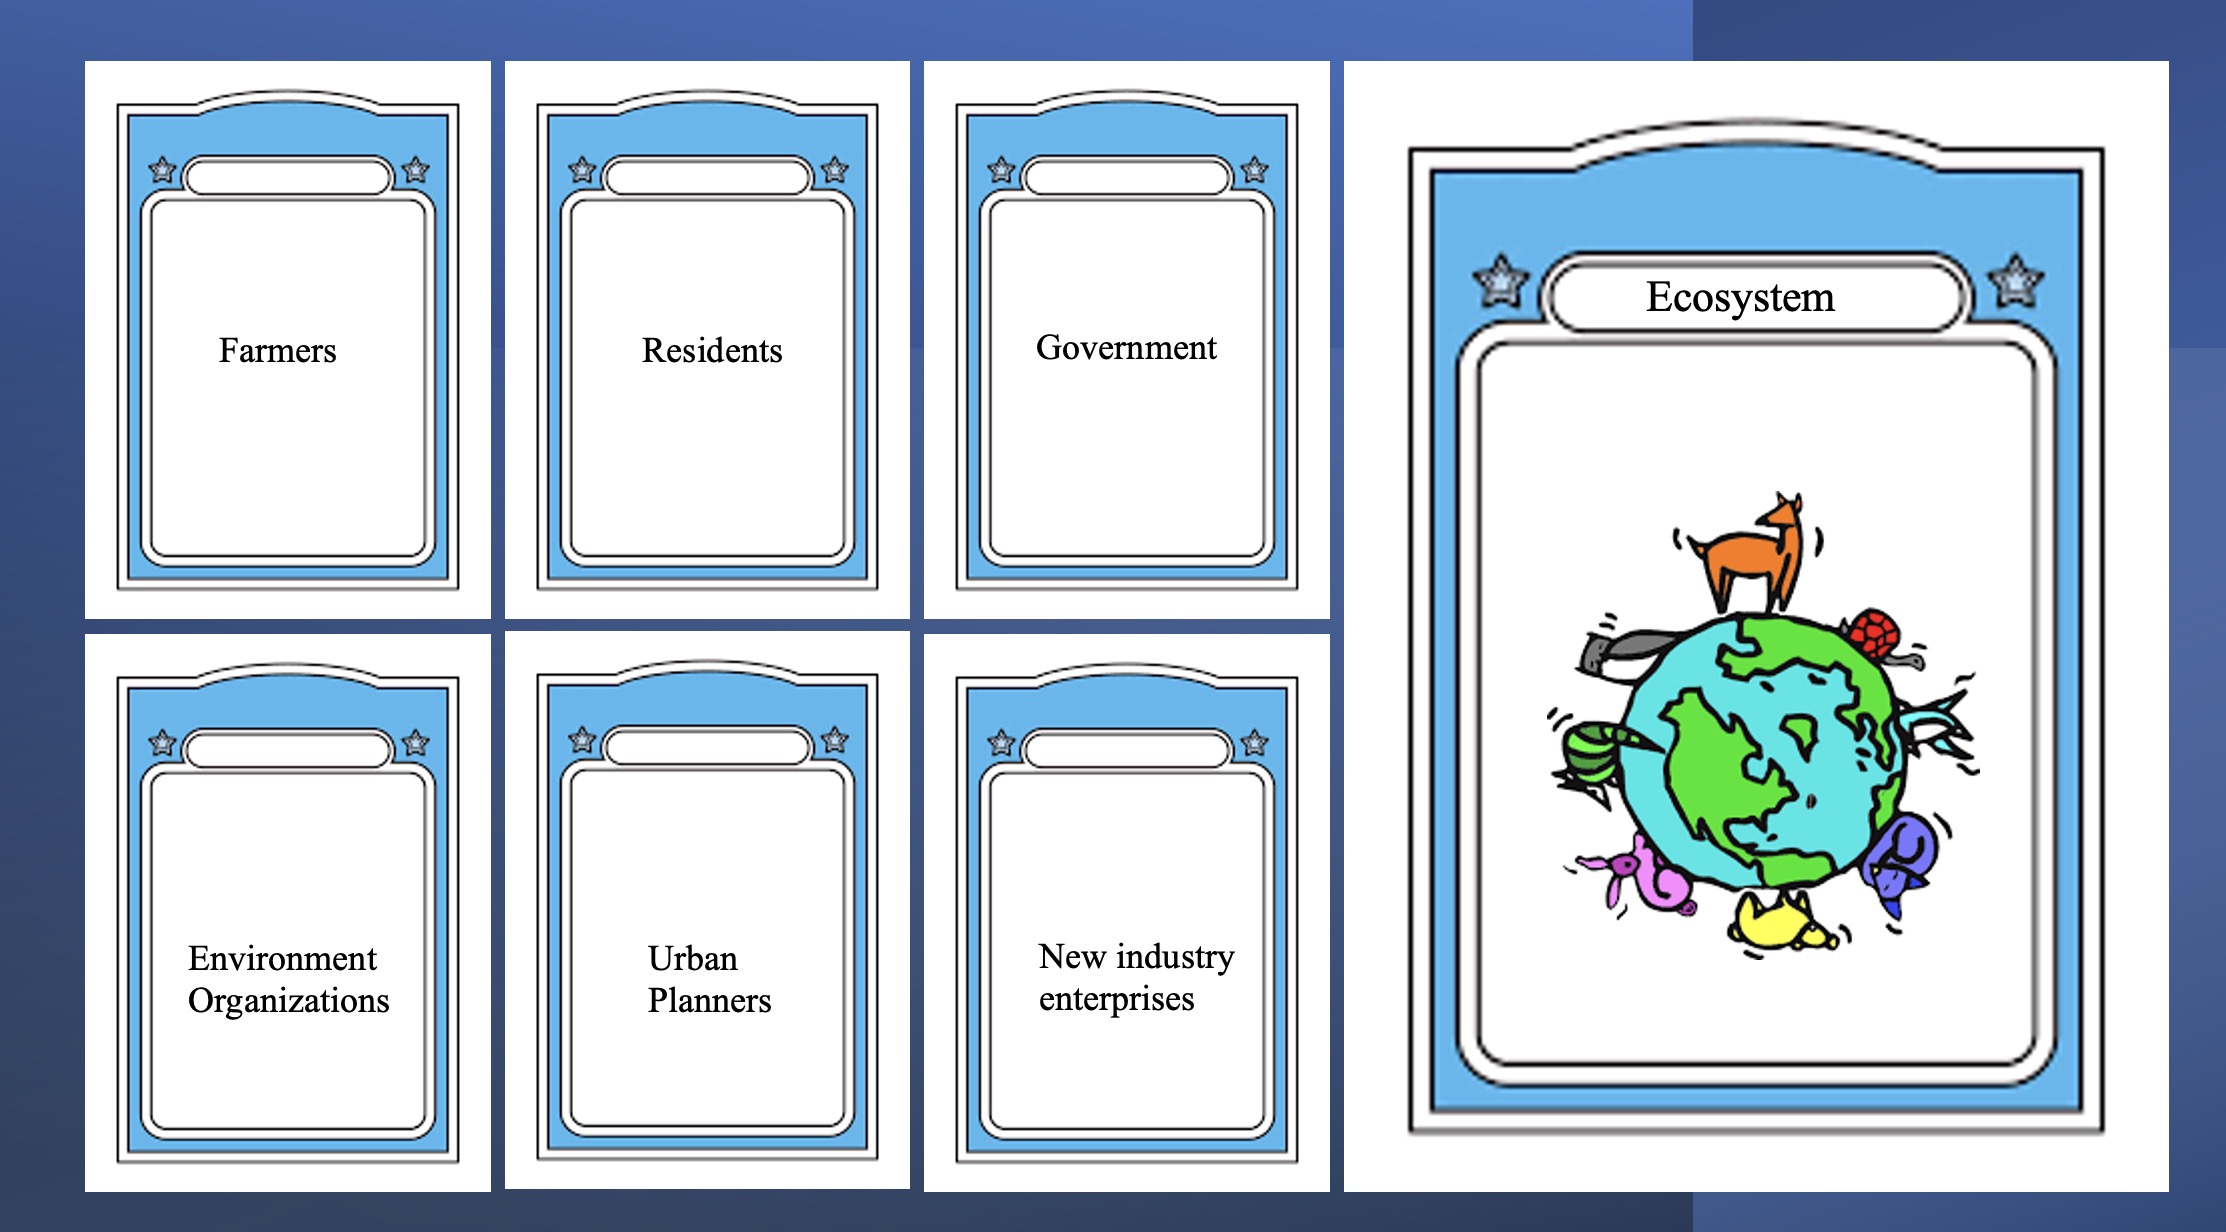 Farmers
Residents
Government
Ecosystem
Environment
Organizations
Urban
Planners
New industry
enterprises